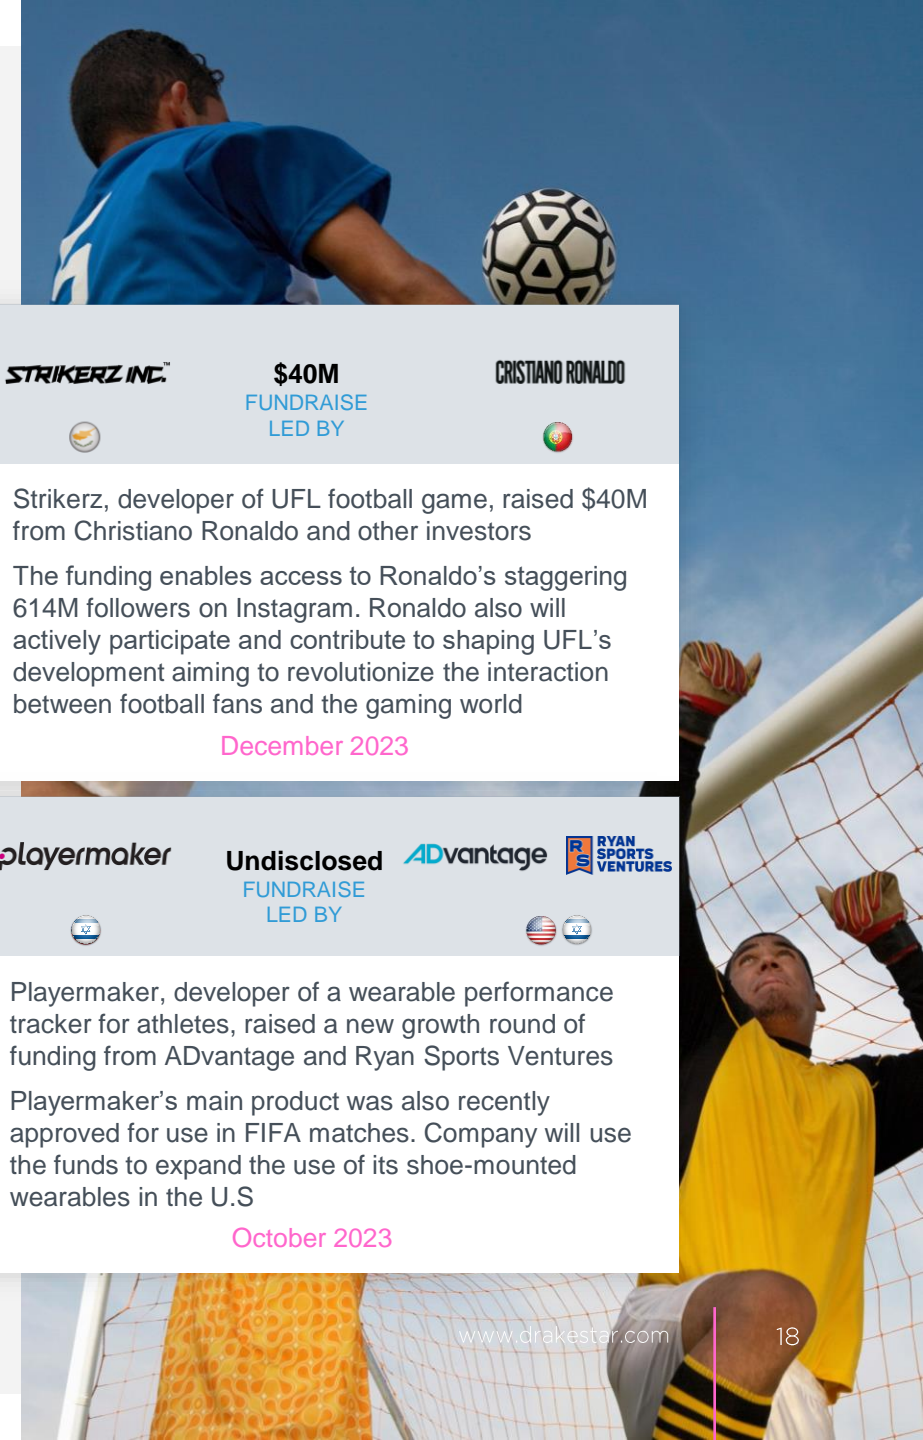 STRIKERZ INC.™
$40M
FUNDRAISE
LED BY
CRISTIANO RONALDO
Strikerz, developer of UFL football game, raised $40M
from Christiano Ronaldo and other investors
The funding enables access to Ronaldo’s staggering
614M followers on Instagram. Ronaldo also will
actively participate and contribute to shaping UFL’s
development aiming to revolutionize the interaction
between football fans and the gaming world
December 2023
playermaker
Undisclosed
FUNDRAISE
LED BY
ADvantage
RS
RYAN
SPORTS
VENTURES
Playermaker, developer of a wearable performance
tracker for athletes, raised a new growth round of
funding from ADvantage and Ryan Sports Ventures
Playermaker’s main product was also recently
approved for use in FIFA matches. Company will use
the funds to expand the use of its shoe-mounted
wearables in the U.S
October 2023
www.drakestar.com
18